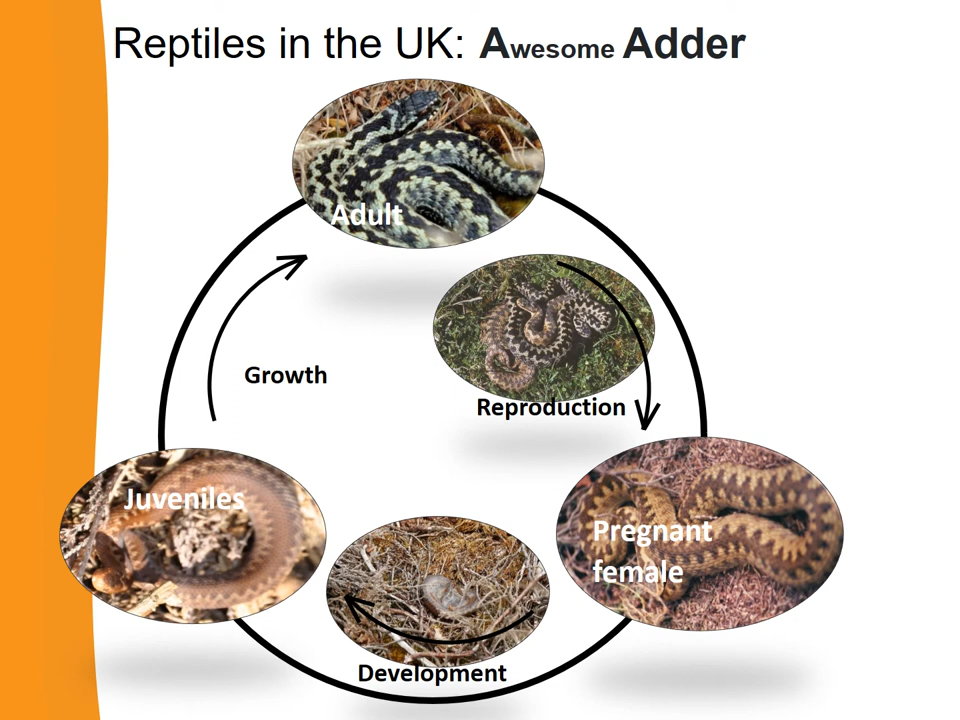 Reptiles in the UK: Awesome Adder
Adult
Growth
Reproduction
Juveniles
Pregnant
female
Development